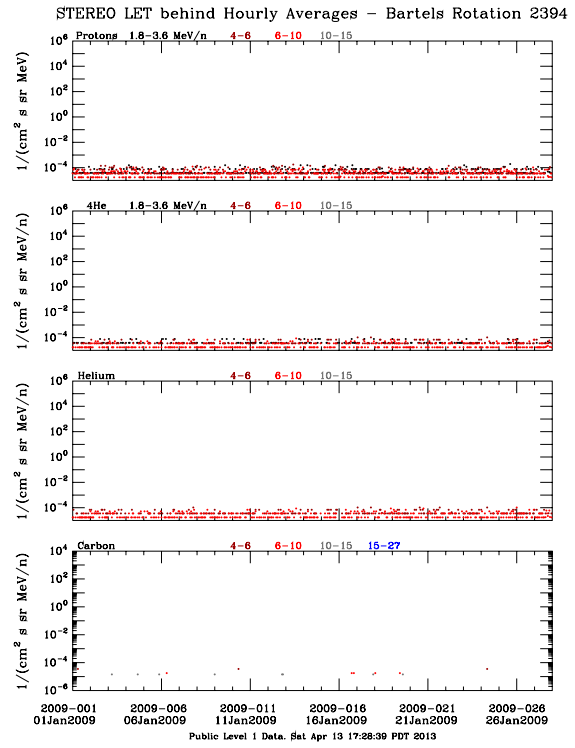 STEREO LET behind Hourly Averages - Bartels Rotation 2394
Protons 1.8-3.6 MeV/n 4-6 6-10 10-15
10^6
10^4
10^2
10^0
10^-2
10^-4
1/(cm^2 s sr MeV)
4He 1.8-3.6 MeV/n 4-6 6-10 10-15
10^6
10^4
10^2
10^0
10^-2
10^-4
1/(cm^2 s sr MeV/n)
Helium 4-6 6-10 10-15
10^6
10^4
10^2
10^0
10^-2
10^-4
1/(cm^2 s sr MeV/n)
Carbon 4-6 6-10 10-15 15-27
10^4
10^2
10^0
10^-2
10^-4
10^-6
1/(cm^2 s sr MeV/n)
2009-001 2009-006 2009-011 2009-016 2009-021 2009-026
01Jan2009 06Jan2009 11Jan2009 16Jan2009 21Jan2009 26Jan2009
Public Level 1 Data. Sat Apr 13 17:28:39 PDT 2013